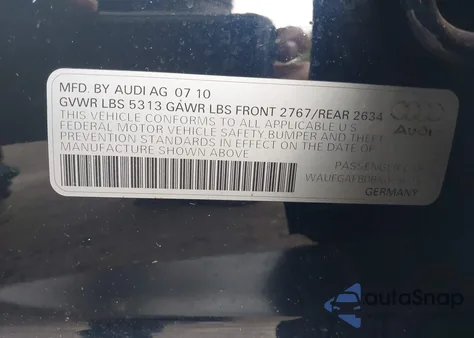 MFD. BY AUDI AG 07 10
GVWR LBS 5313 GAWR LBS FRONT 2767/REAR 2634
THIS VEHICLE CONFORMS TO ALL APPLICABLE U S
FEDERAL MOTOR VEHICLE SAFETY BUMPER AND THEFT
PREVENTION STANDARDS IN EFFECT ON THE DATE OF
MANUFACTURE SHOWN ABOVE
Audi
PASSENGER
GERMANY
autoSnap